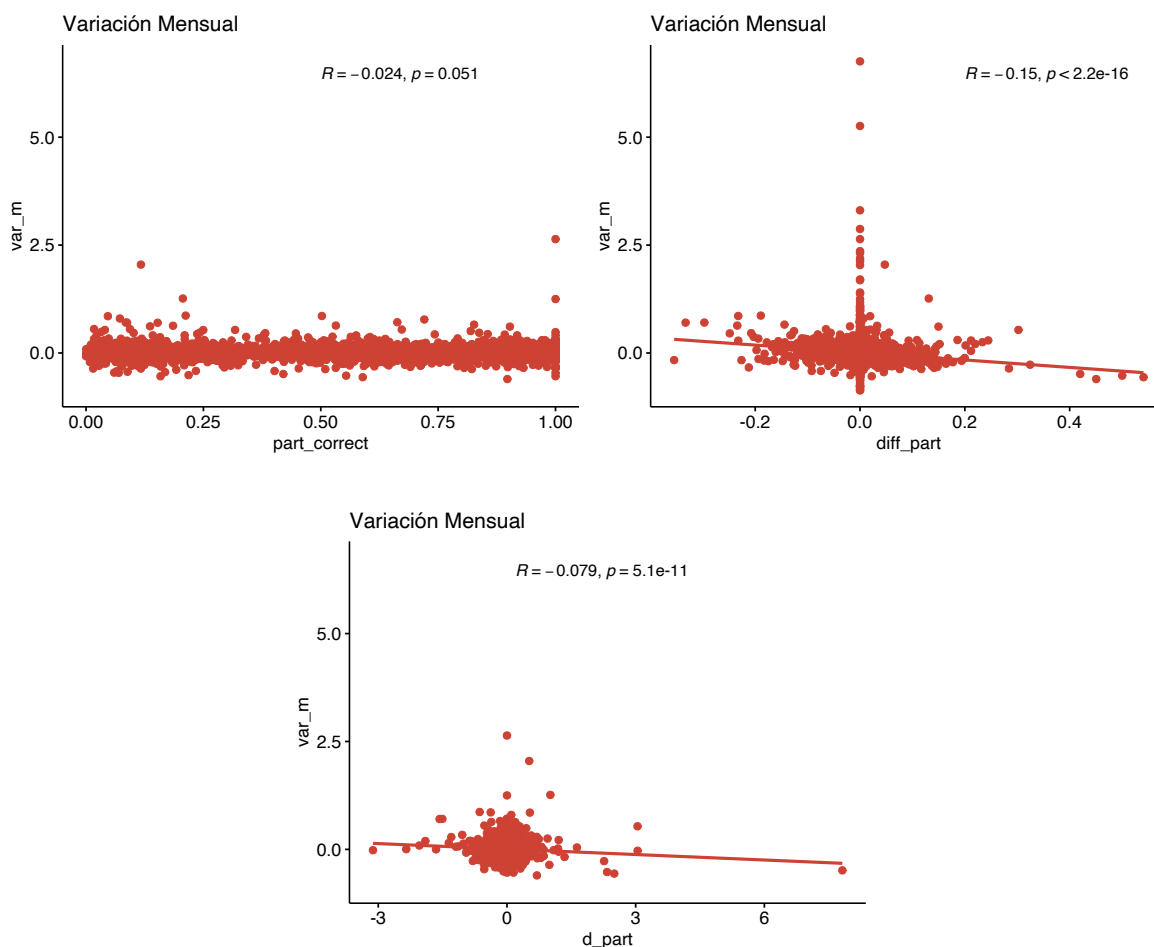 Variación Mensual
R = −0.024, p = 0.051
5.0
2.5
0.0
var_m
0.00 0.25 0.50 0.75 1.00
part_correct
Variación Mensual
R = −0.15, p < 2.2e-16
5.0
2.5
0.0
var_m
-0.2 0.0 0.2 0.4
diff_part
Variación Mensual
R = −0.079, p = 5.1e-11
5.0
2.5
0.0
var_m
-3 0 3 6
d_part